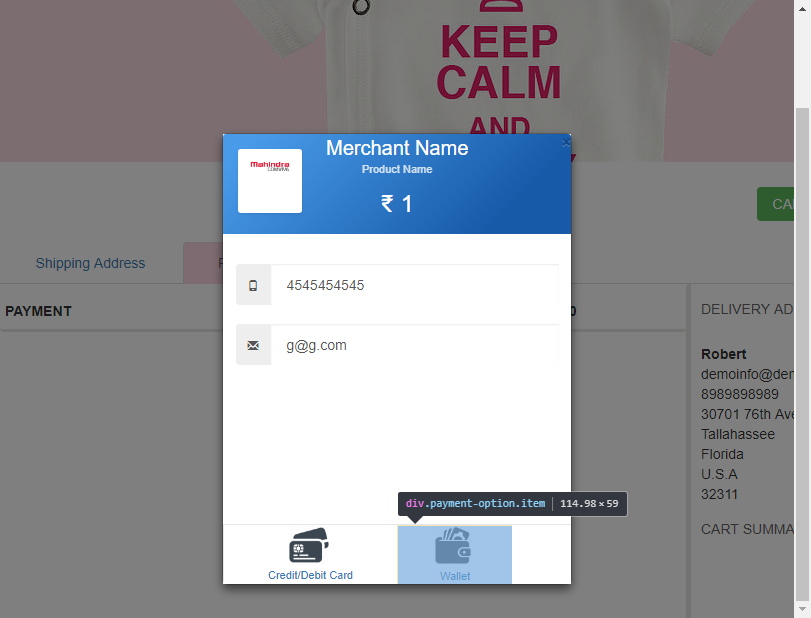 KEEP
CALM
AND
Mahindra
COMVIVA
Merchant Name
×
Product Name
₹ 1
CA
Shipping Address
4545454545
PAYMENT
0
g@g.com
DELIVERY AD
Robert
demoinfo@dem
8989898989
30701 76th Ave
Tallahassee
Florida
U.S.A
32311
CART SUMMA
div.payment-option.item | 114.98×59
Credit/Debit Card
Wallet